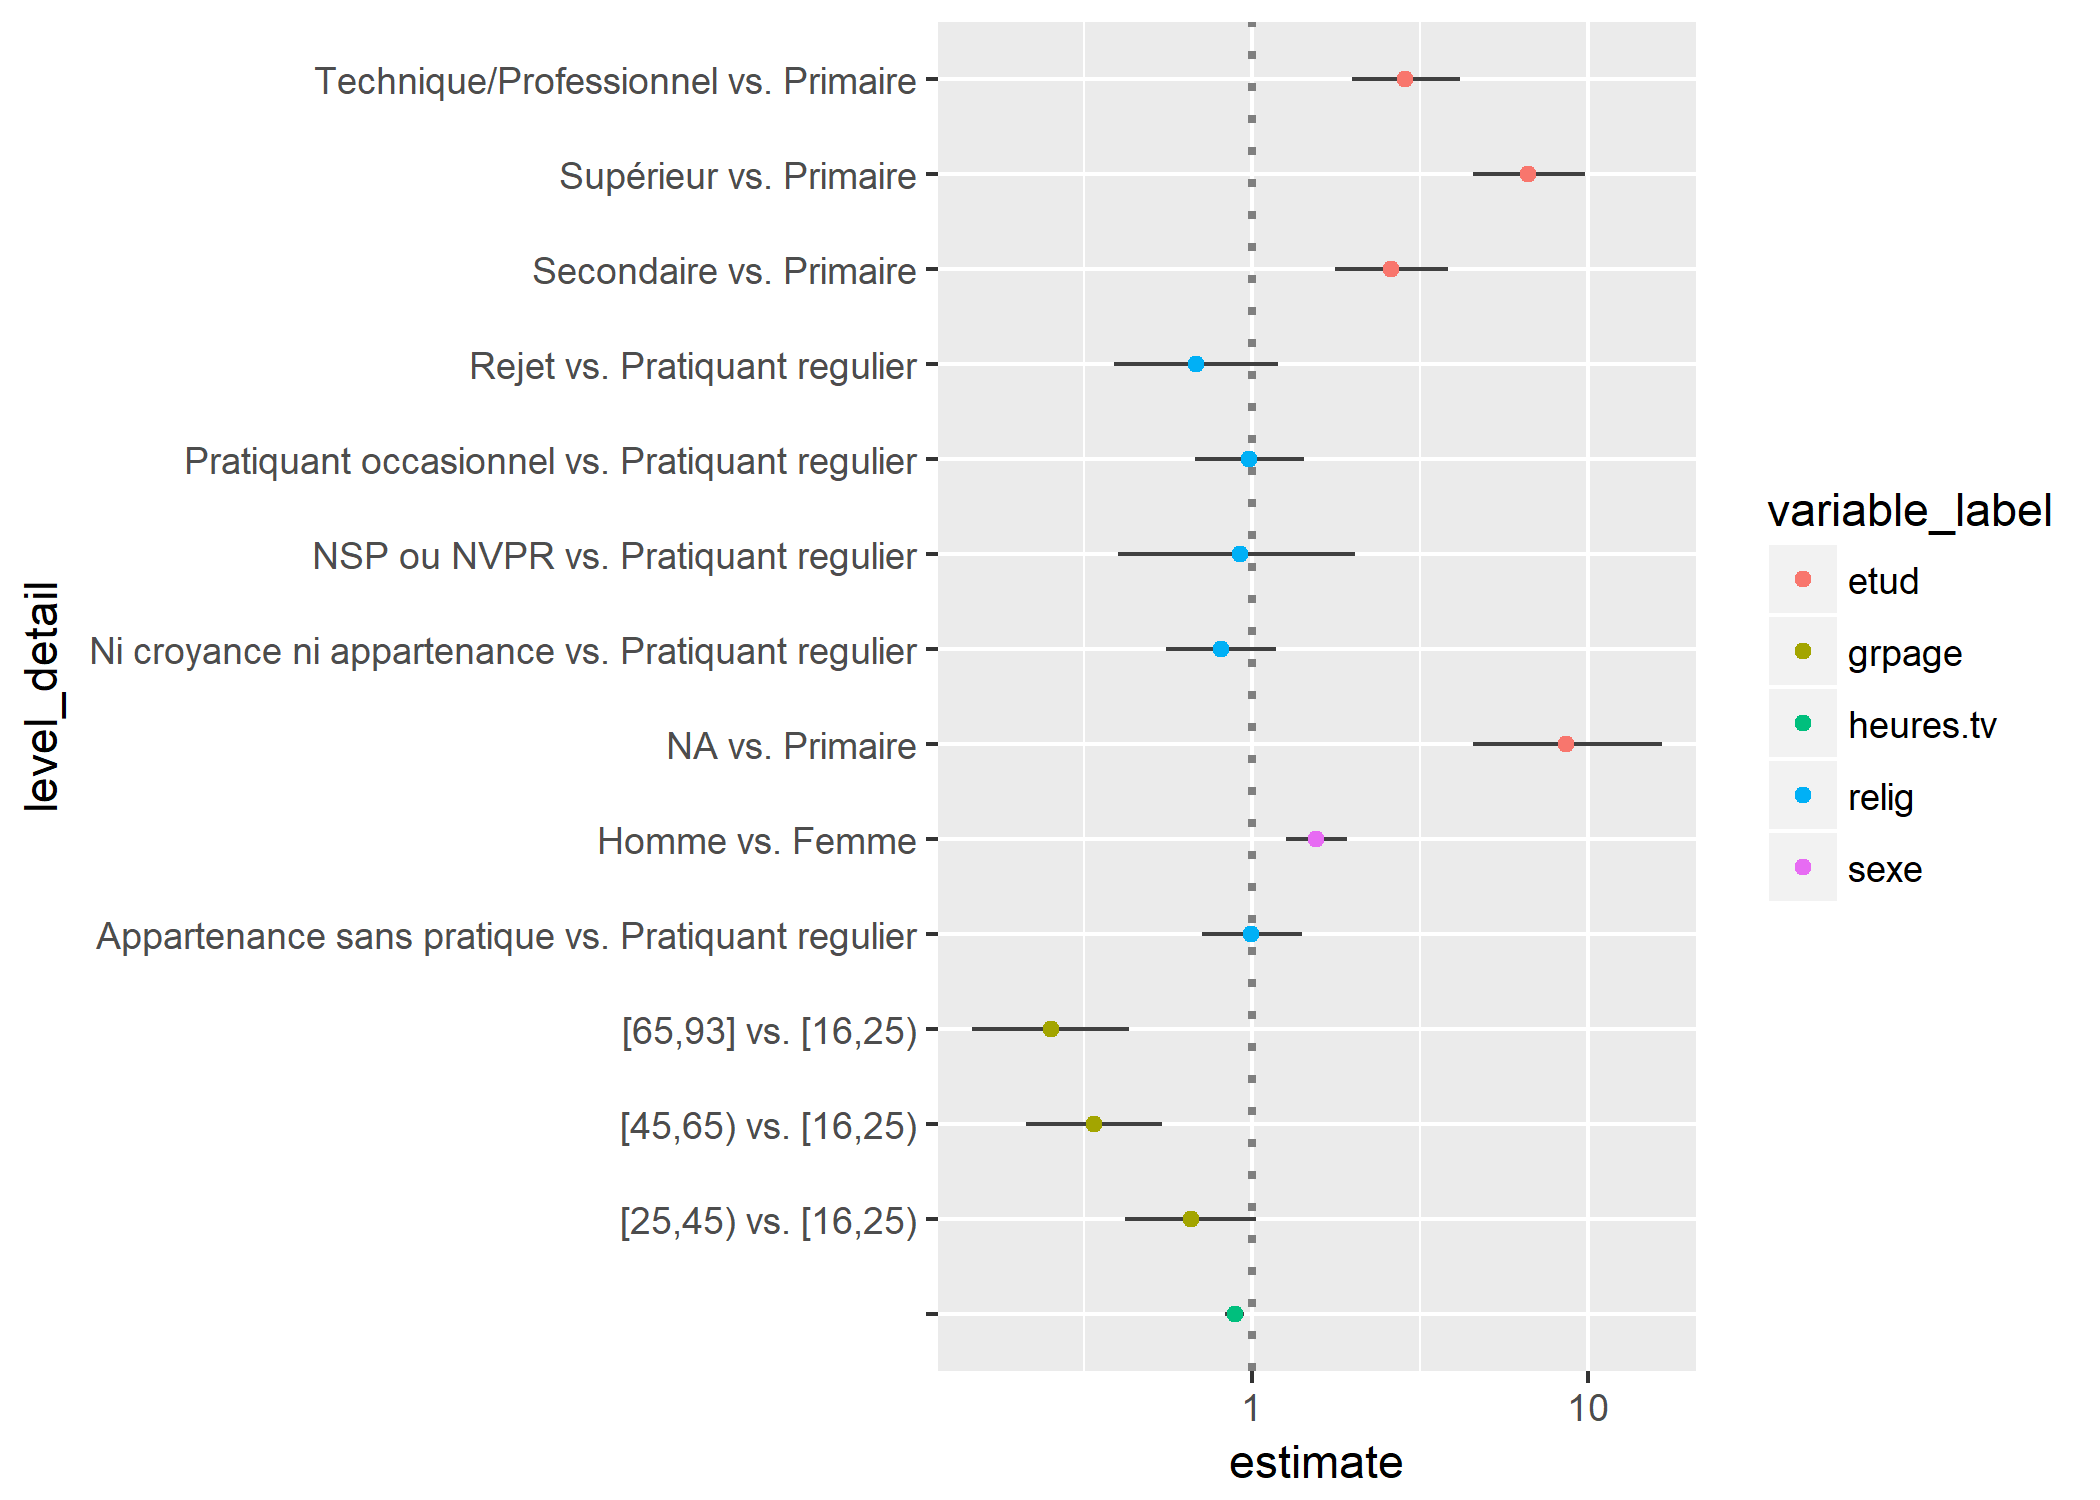 Technique/Professionnel vs. Primaire
Supérieur vs. Primaire
Secondaire vs. Primaire
Rejet vs. Pratiquant regulier
Pratiquant occasionnel vs. Pratiquant regulier
NSP ou NVPR vs. Pratiquant regulier
Ni croyance ni appartenance vs. Pratiquant regulier
NA vs. Primaire
Homme vs. Femme
Appartenance sans pratique vs. Pratiquant regulier
[65,93] vs. [16,25)
[45,65) vs. [16,25)
[25,45) vs. [16,25)
level_detail
1
10
estimate
variable_label
etud
grpage
heures.tv
relig
sexe